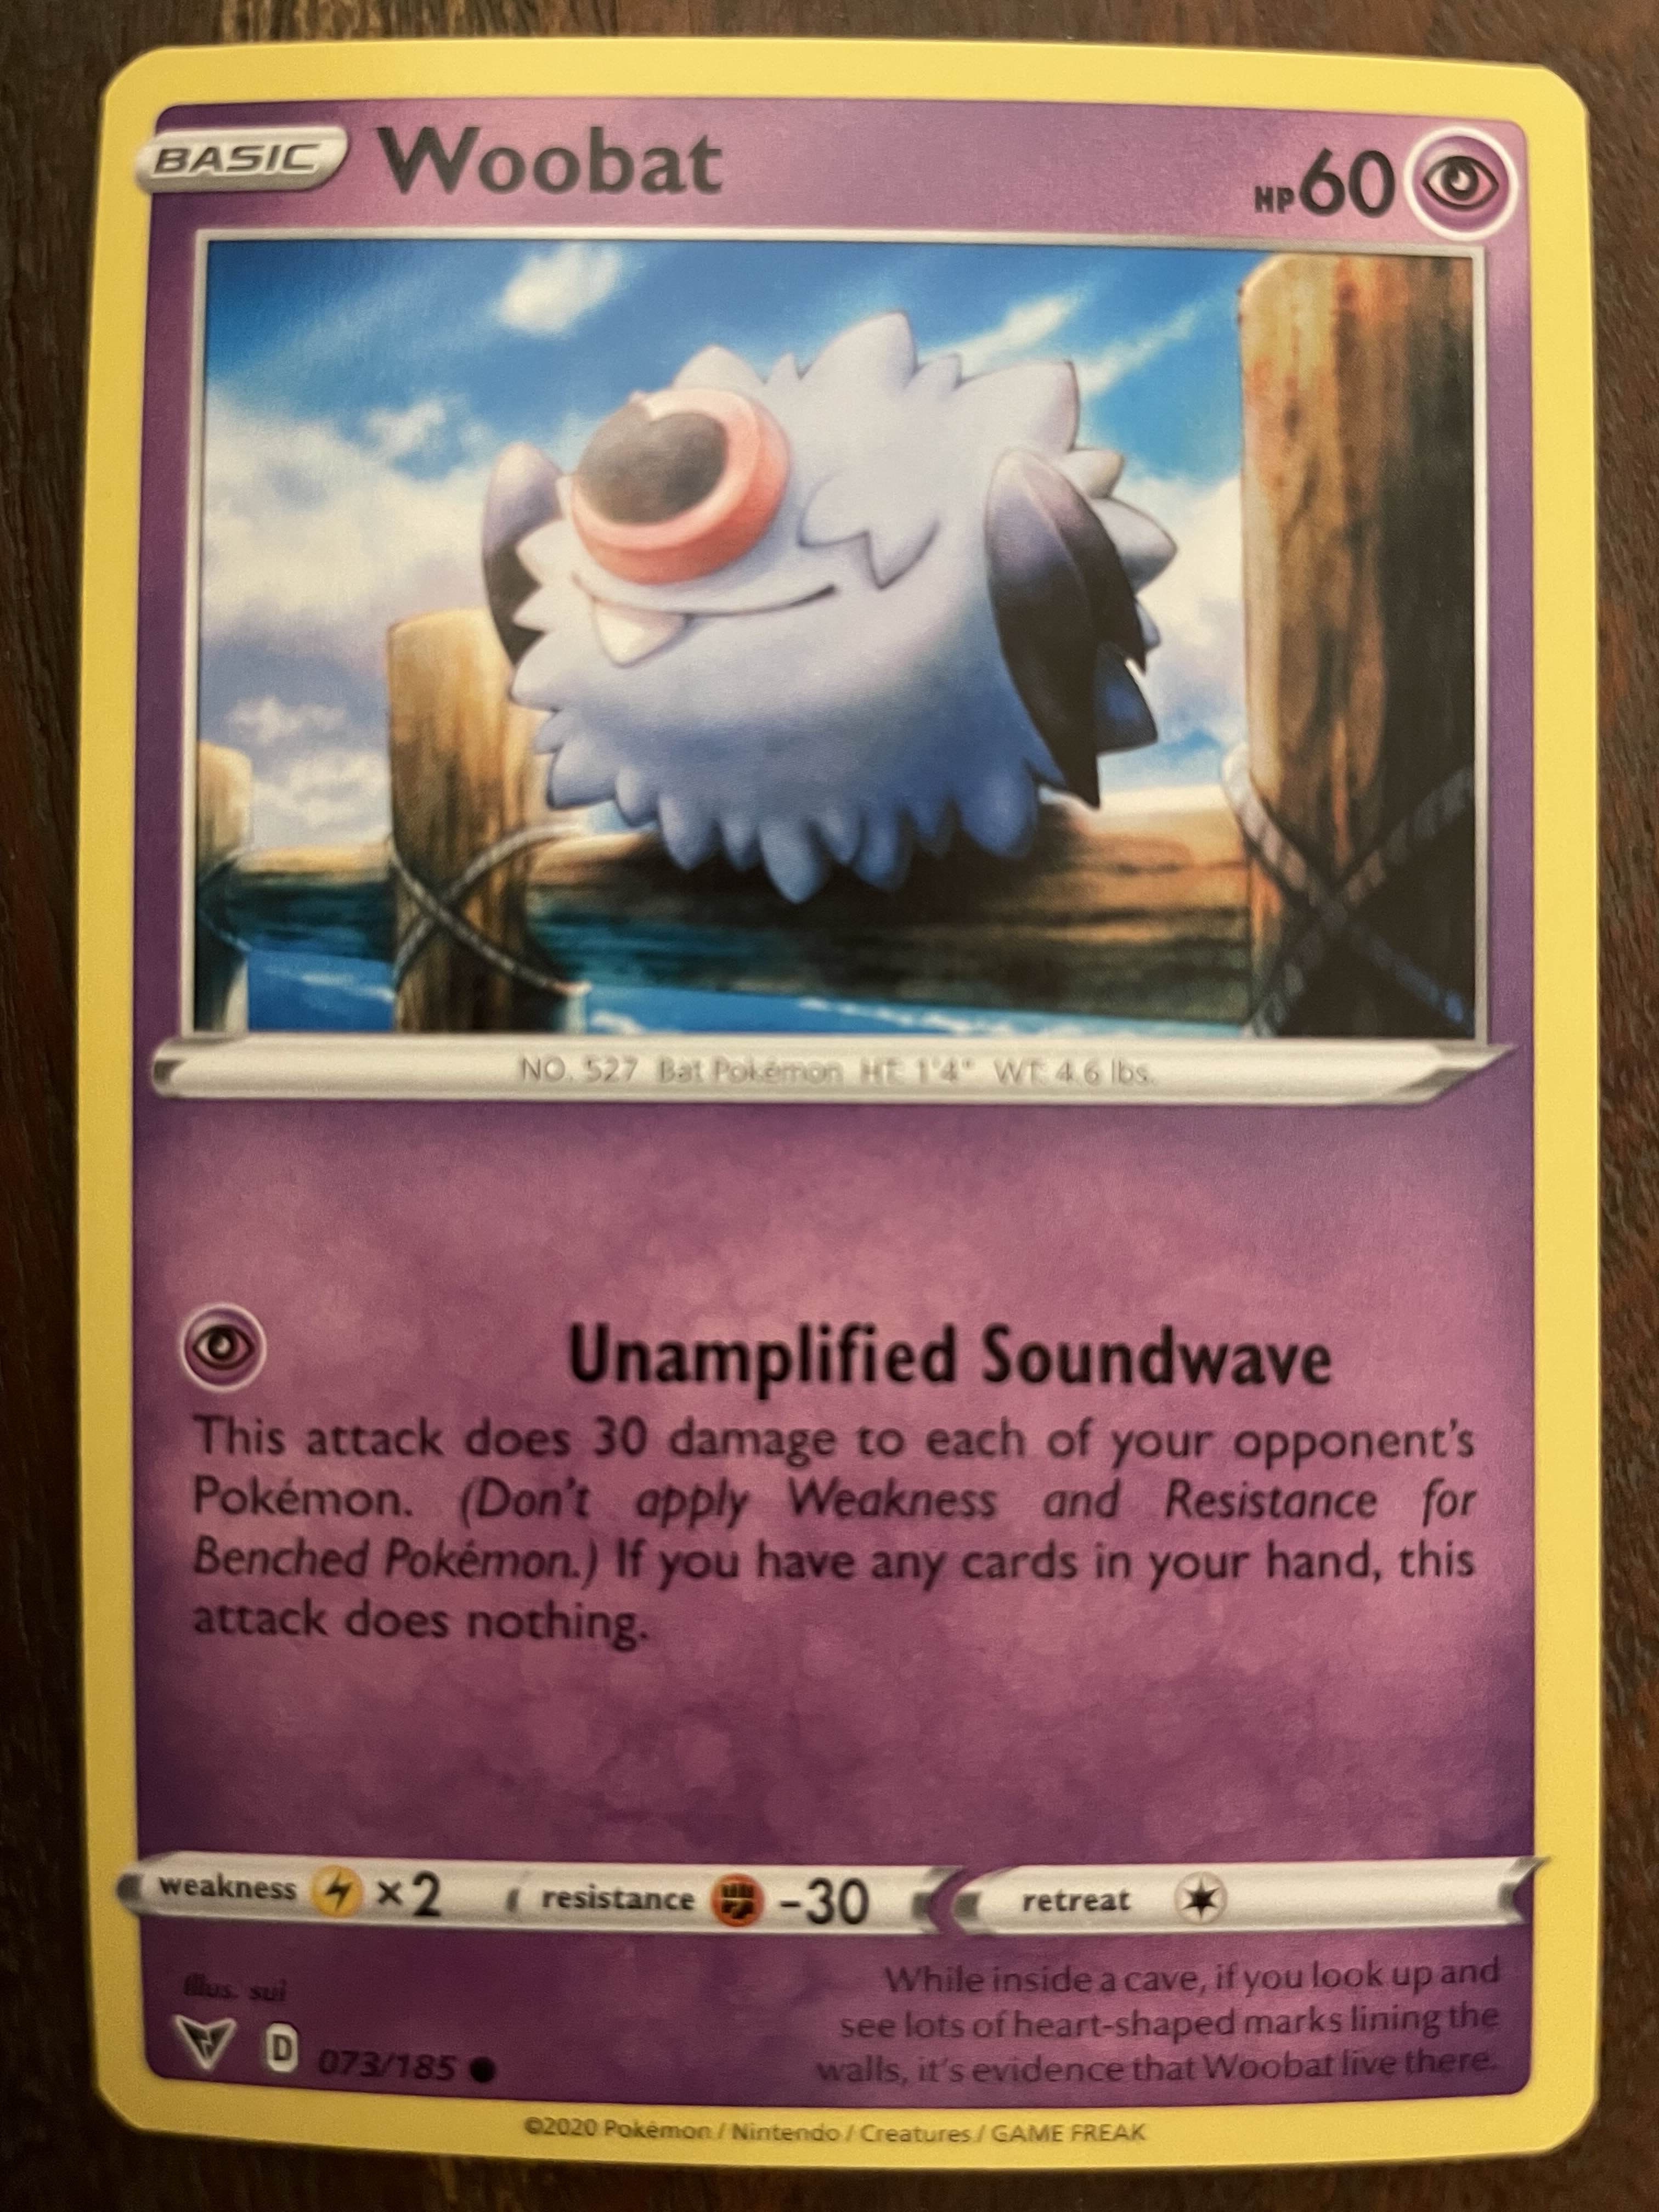 BASIC Woobat HP 60
NO. 527 Bat Pokémon HT: 1'4" WT: 4.6 lbs.
Unamplified Soundwave
This attack does 30 damage to each of your opponent's
Pokémon. (Don't apply Weakness and Resistance for
Benched Pokémon.) If you have any cards in your hand, this
attack does nothing.
weakness ×2 resistance -30 retreat
Illus. sui
D 073/185
While inside a cave, if you look up and
see lots of heart-shaped marks lining the
walls, it's evidence that Woobat live there.
©2020 Pokémon / Nintendo / Creatures / GAME FREAK